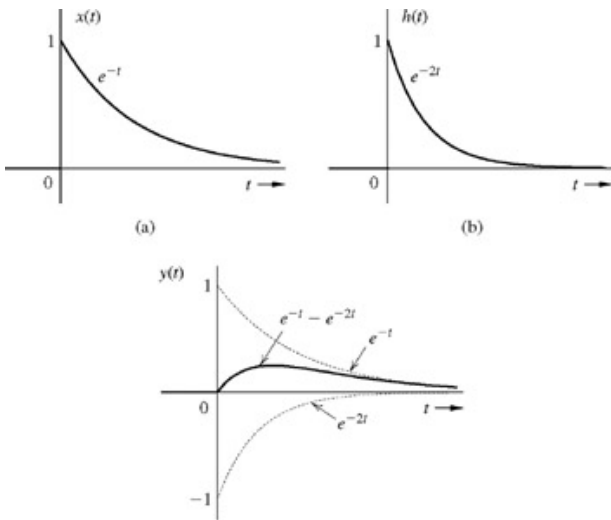 x(t)
1
e^{-t}
0
t →
(a)
h(t)
1
e^{-2t}
0
t →
(b)
y(t)
1
e^{-t} − e^{-2t}
e^{-t}
0
t →
e^{-2t}
−1